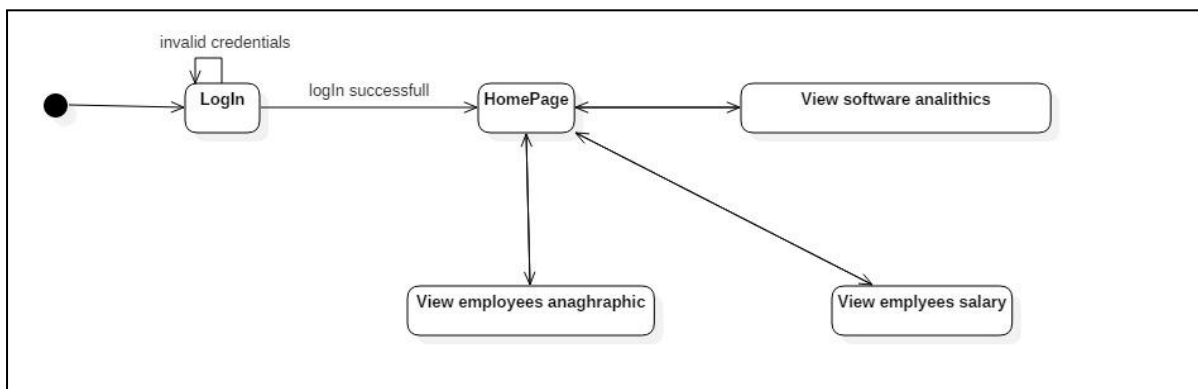 invalid credentials
LogIn
logIn successfull
HomePage
View software analithics
View employees anaghraphic
View emplyees salary